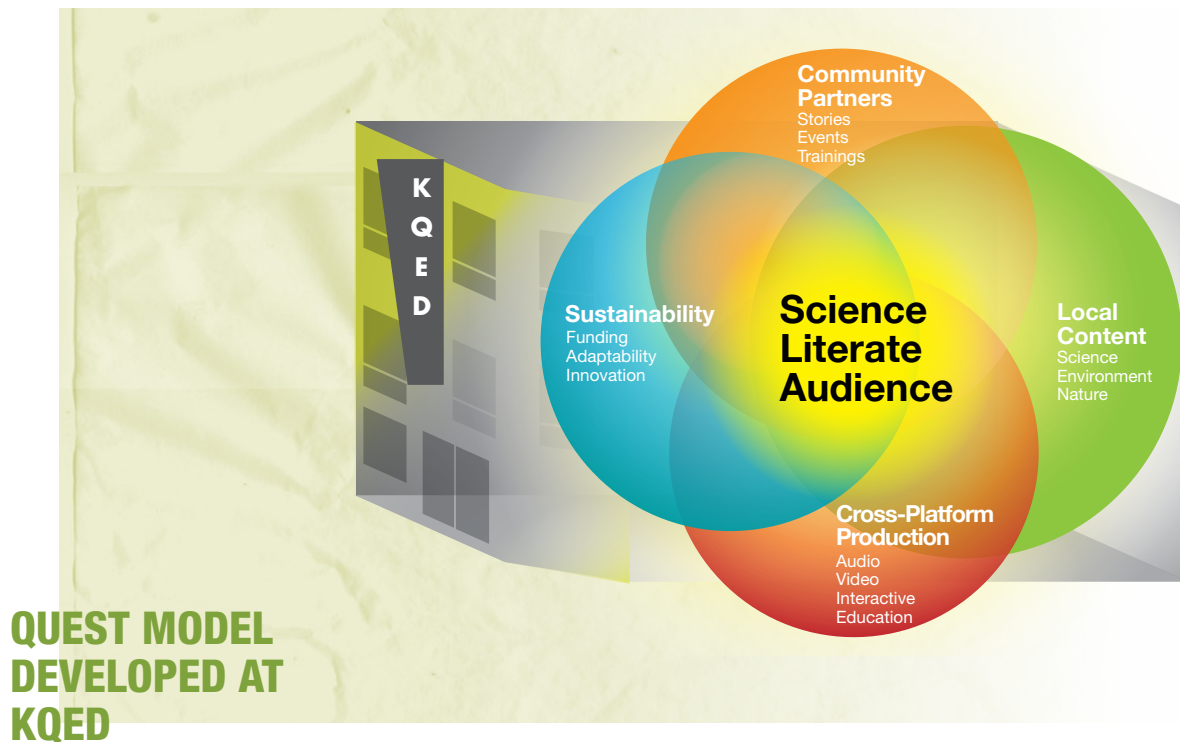 K
Q
E
D
Community
Partners
Stories
Events
Trainings
Sustainability
Funding
Adaptability
Innovation
Science
Literate
Audience
Local
Content
Science
Environment
Nature
Cross-Platform
Production
Audio
Video
Interactive
Education
QUEST MODEL
DEVELOPED AT
KQED